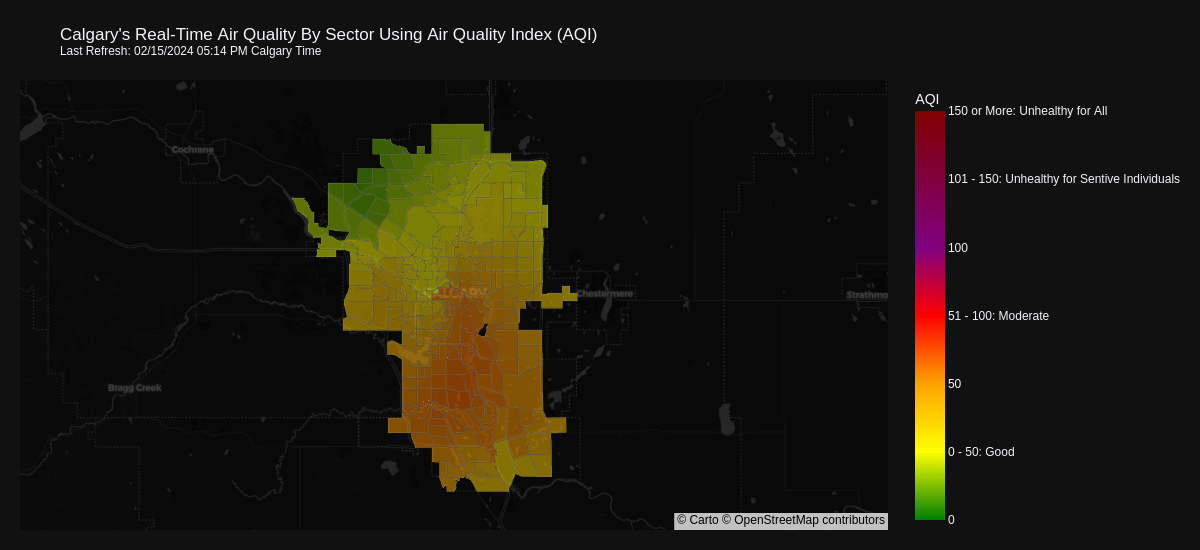 Calgary's Real-Time Air Quality By Sector Using Air Quality Index (AQI)
Last Refresh: 02/15/2024 05:14 PM Calgary Time
AQI
150 or More: Unhealthy for All
Cochrane
101 - 150: Unhealthy for Sentive Individuals
100
CALGARY
Chestermere
Strathmo
51 - 100: Moderate
50
Bragg Creek
0 - 50: Good
0
© Carto © OpenStreetMap contributors